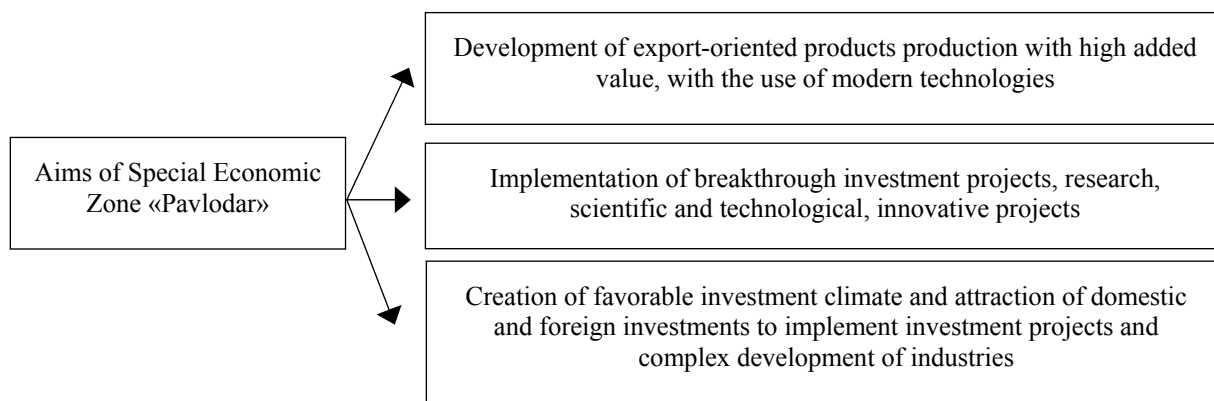 Development of export-oriented products production with high added
value, with the use of modern technologies
Aims of Special Economic
Zone «Pavlodar»
Implementation of breakthrough investment projects, research,
scientific and technological, innovative projects
Creation of favorable investment climate and attraction of domestic
and foreign investments to implement investment projects and
complex development of industries